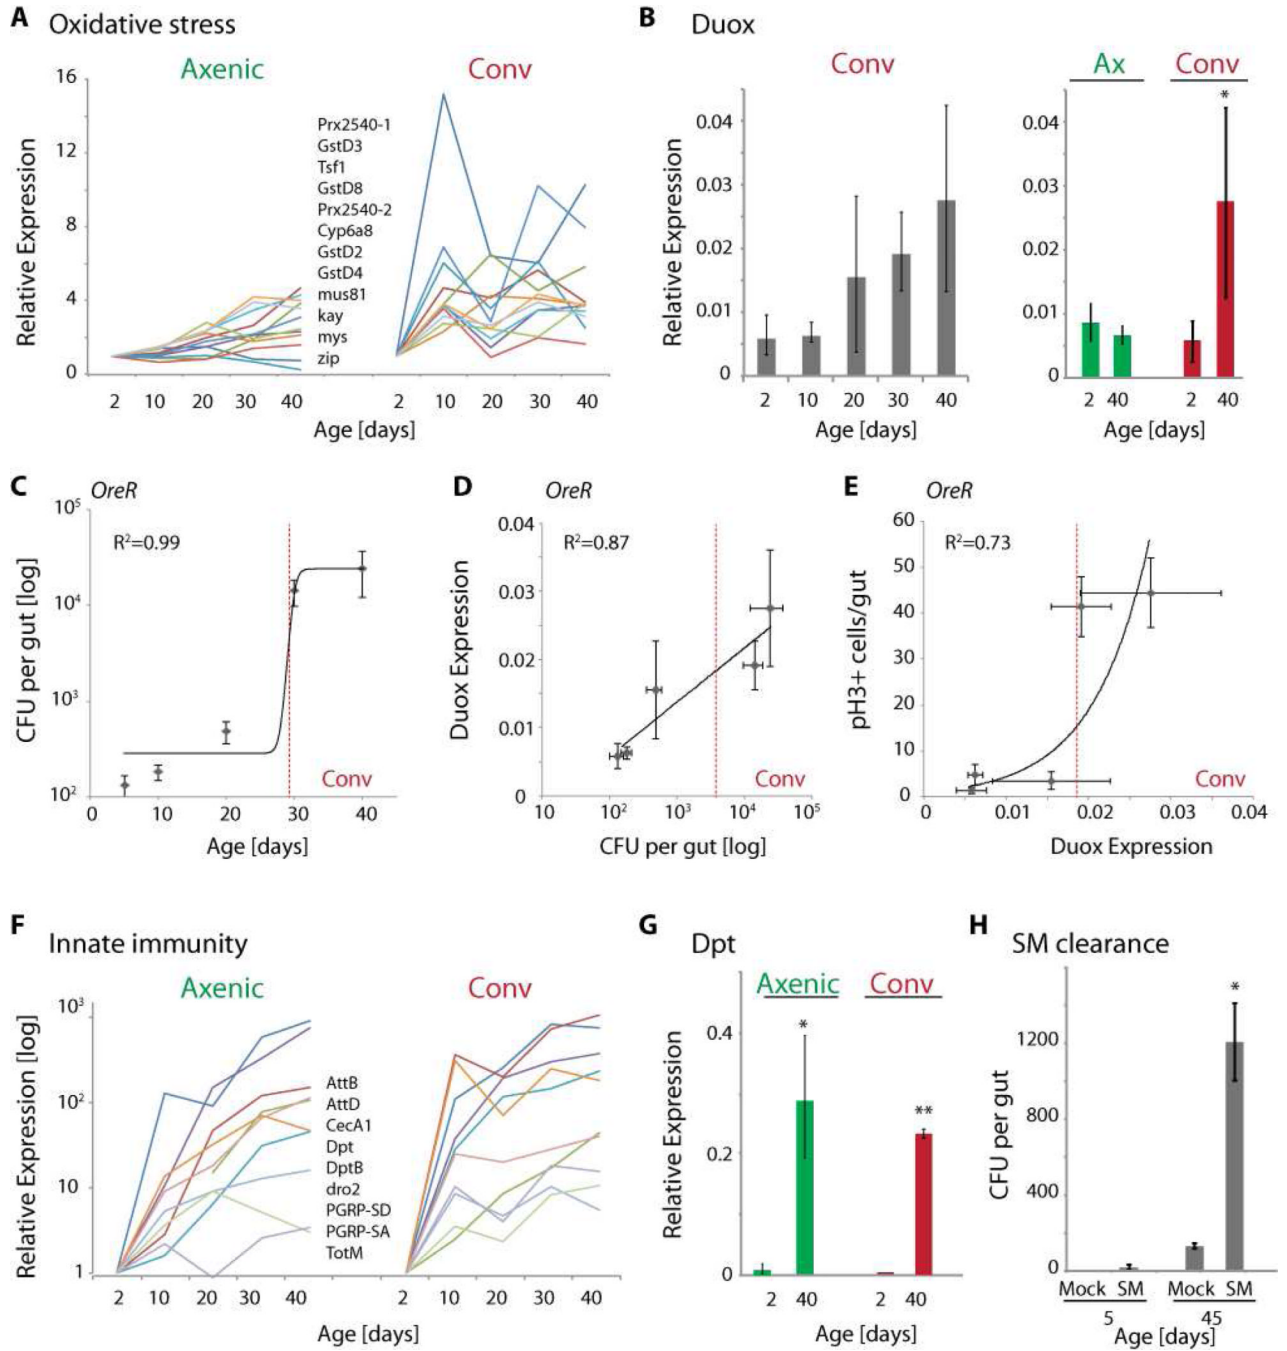 A Oxidative stress
Axenic
Conv
Relative Expression
16
12
8
4
0
Prx2540-1
GstD3
Tsf1
GstD8
Prx2540-2
Cyp6a8
GstD2
GstD4
mus81
kay
mys
zip
2 10 20 30 40 2 10 20 30 40
Age [days]
B Duox
Conv
Relative Expression
0.04
0.03
0.02
0.01
0
2 10 20 30 40
Age [days]
Ax Conv
*
0.04
0.03
0.02
0.01
0
2 40 2 40
Age [days]
C OreR
R²=0.99
CFU per gut [log]
10⁵
10⁴
10³
10²
Conv
0 10 20 30 40
Age [days]
D OreR
R²=0.87
Duox Expression
0.04
0.03
0.02
0.01
0
Conv
10 10² 10³ 10⁴ 10⁵
CFU per gut [log]
E OreR
R²=0.73
pH3+ cells/gut
60
50
40
30
20
10
0
Conv
0 0.01 0.02 0.03 0.04
Duox Expression
F Innate immunity
Axenic
Conv
Relative Expression [log]
10³
10²
10
1
AttB
AttD
CecA1
Dpt
DptB
dro2
PGRP-SD
PGRP-SA
TotM
2 10 20 30 40 2 10 20 30 40
Age [days]
G Dpt
Axenic Conv
* **
Relative Expression
0.4
0.2
0
2 40 2 40
Age [days]
H SM clearance
*
CFU per gut
1200
800
400
0
Mock SM Mock SM
5 45
Age [days]